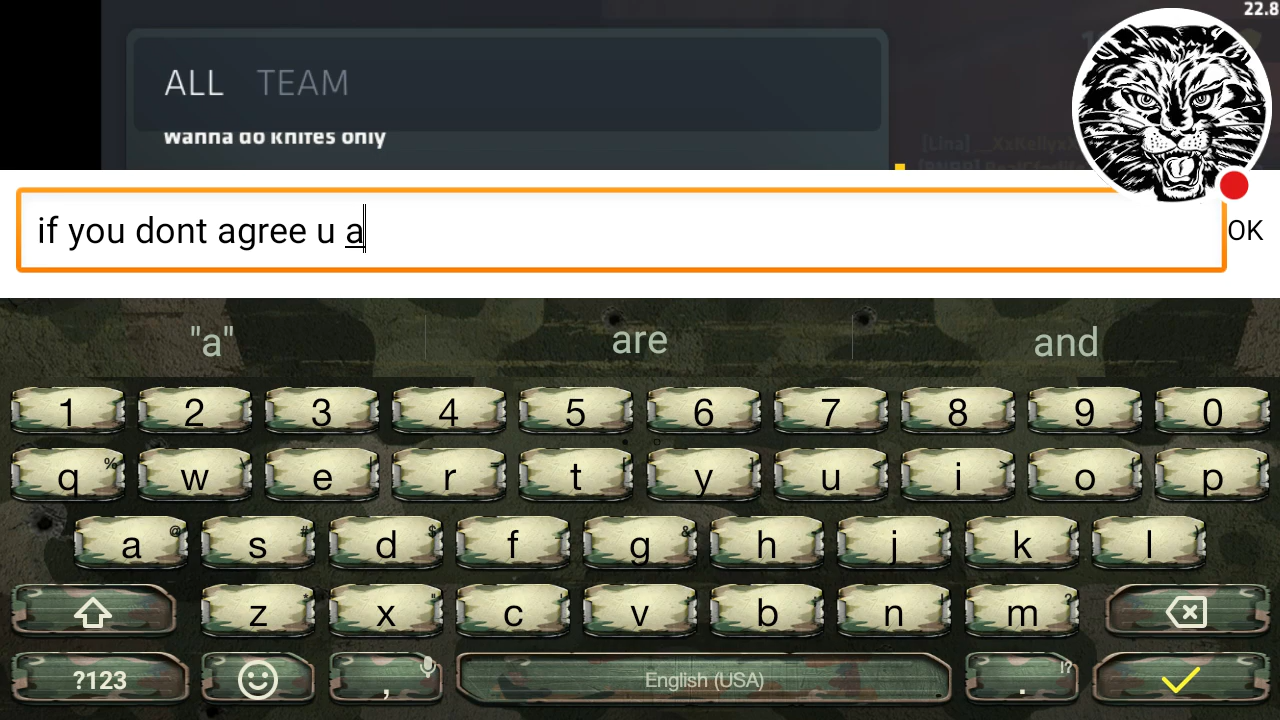 22.8
ALL TEAM
Wanna do knifes only
if you dont agree u a
OK
"a" are and
1 2 3 4 5 6 7 8 9 0
q % w e r t y u i o p
a @ s # d $ f g & h j k l
z x c v b n m ?
?123 , English (USA) . !?